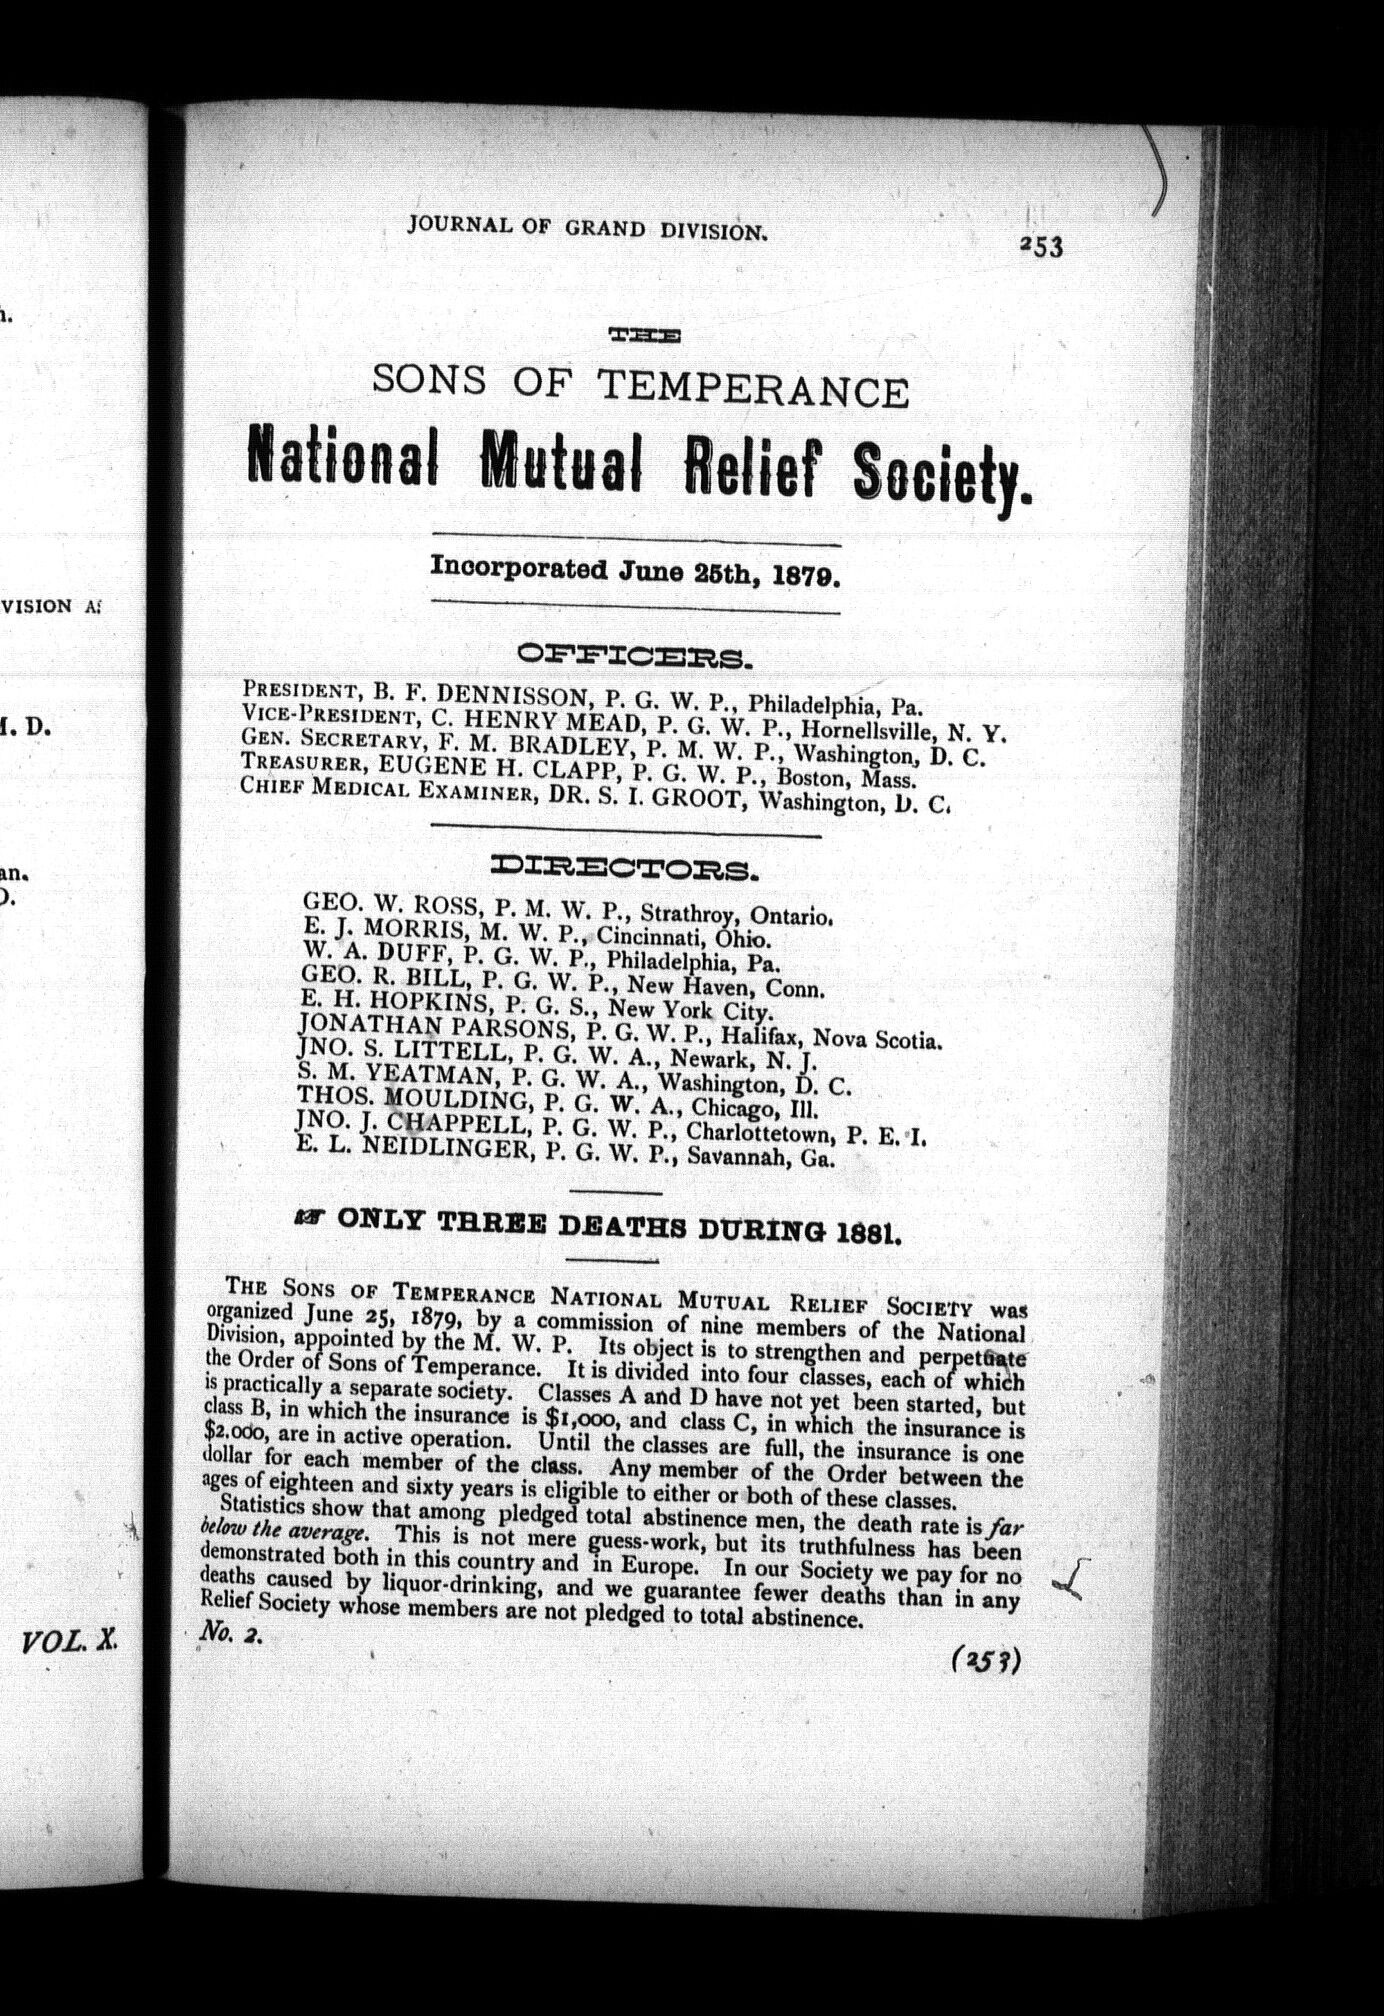 n.
VISION A
M. D.
an.
D.
VOL. X.
JOURNAL OF GRAND DIVISION.
253
THE
SONS OF TEMPERANCE
National Mutual Relief Society.
Incorporated June 25th, 1879.
OFFICERS.
PRESIDENT, B. F. DENNISSON, P. G. W. P., Philadelphia, Pa.
VICE-PRESIDENT, C. HENRY MEAD, P. G. W. P., Hornellsville, N. Y.
GEN. SECRETARY, F. M. BRADLEY, P. M. W. P., Washington, D. C.
TREASURER, EUGENE H. CLAPP, P. G. W. P., Boston, Mass.
CHIEF MEDICAL EXAMINER, DR. S. I. GROOT, Washington, D. C.
DIRECTORS.
GEO. W. ROSS, P. M. W. P., Strathroy, Ontario.
E. J. MORRIS, M. W. P., Cincinnati, Ohio.
W. A. DUFF, P. G. W. P., Philadelphia, Pa.
GEO. R. BILL, P. G. W. P., New Haven, Conn.
E. H. HOPKINS, P. G. S., New York City.
JONATHAN PARSONS, P. G. W. P., Halifax, Nova Scotia.
JNO. S. LITTELL, P. G. W. A., Newark, N. J.
S. M. YEATMAN, P. G. W. A., Washington, D. C.
THOS. MOULDING, P. G. W. A., Chicago, Ill.
JNO. J. CHAPPELL, P. G. W. P., Charlottetown, P. E. I.
E. L. NEIDLINGER, P. G. W. P., Savannah, Ga.
☞ ONLY THREE DEATHS DURING 1881.
THE SONS OF TEMPERANCE NATIONAL MUTUAL RELIEF SOCIETY was
organized June 25, 1879, by a commission of nine members of the National
Division, appointed by the M. W. P. Its object is to strengthen and perpetuate
the Order of Sons of Temperance. It is divided into four classes, each of which
is practically a separate society. Classes A and D have not yet been started, but
class B, in which the insurance is $1,000, and class C, in which the insurance is
$2.000, are in active operation. Until the classes are full, the insurance is one
dollar for each member of the class. Any member of the Order between the
ages of eighteen and sixty years is eligible to either or both of these classes.
Statistics show that among pledged total abstinence men, the death rate is far
below the average. This is not mere guess-work, but its truthfulness has been
demonstrated both in this country and in Europe. In our Society we pay for no
deaths caused by liquor-drinking, and we guarantee fewer deaths than in any
Relief Society whose members are not pledged to total abstinence.
No. 2.
(253)